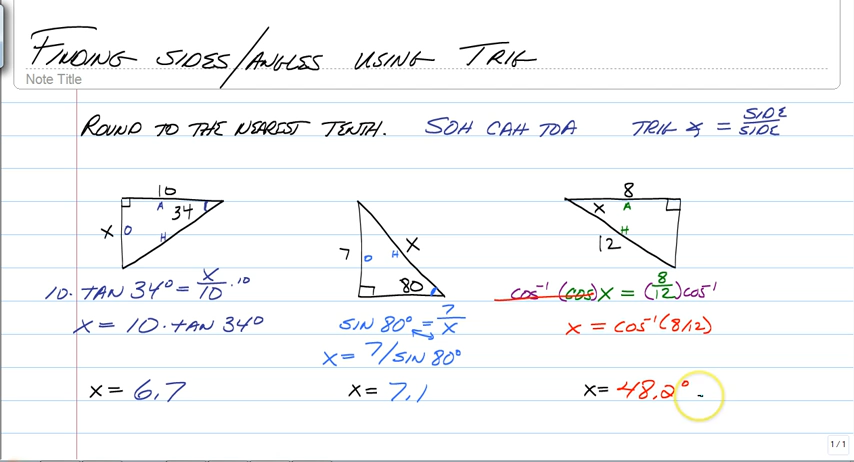 FINDING SIDES/ANGLES USING TRIG
Note Title
ROUND TO THE NEAREST TENTH. SOH CAH TOA TRIG ∡ = SIDE/SIDE
10
A
34
X
O
H
10. TAN 34° = X/10 · 10
X = 10 · TAN 34°
X = 6.7
7
O
H
X
80
SIN 80° = 7/X
X = 7/SIN 80°
X = 7.1
8
X
A
H
12
COS⁻¹ (COS) X = (8/12) COS⁻¹
X = COS⁻¹(8/12)
X = 48.2°
1 / 1